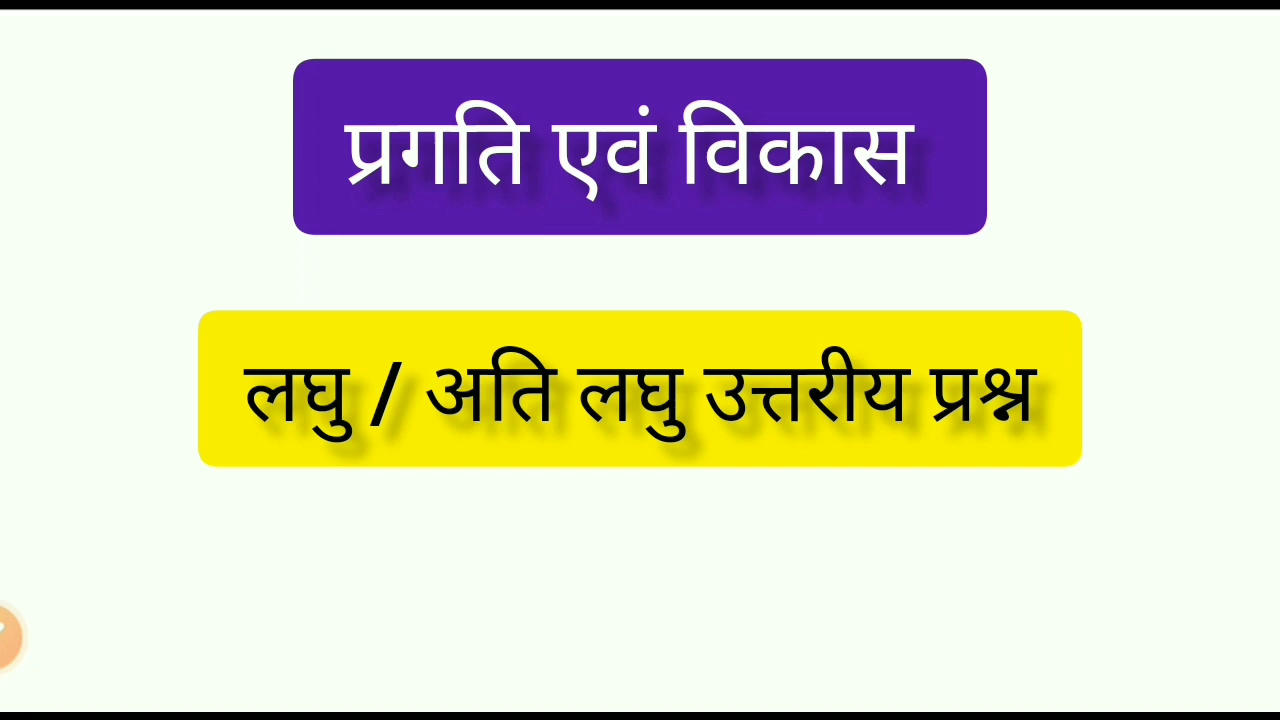 प्रगति एवं विकास
लघु / अति लघु उत्तरीय प्रश्न